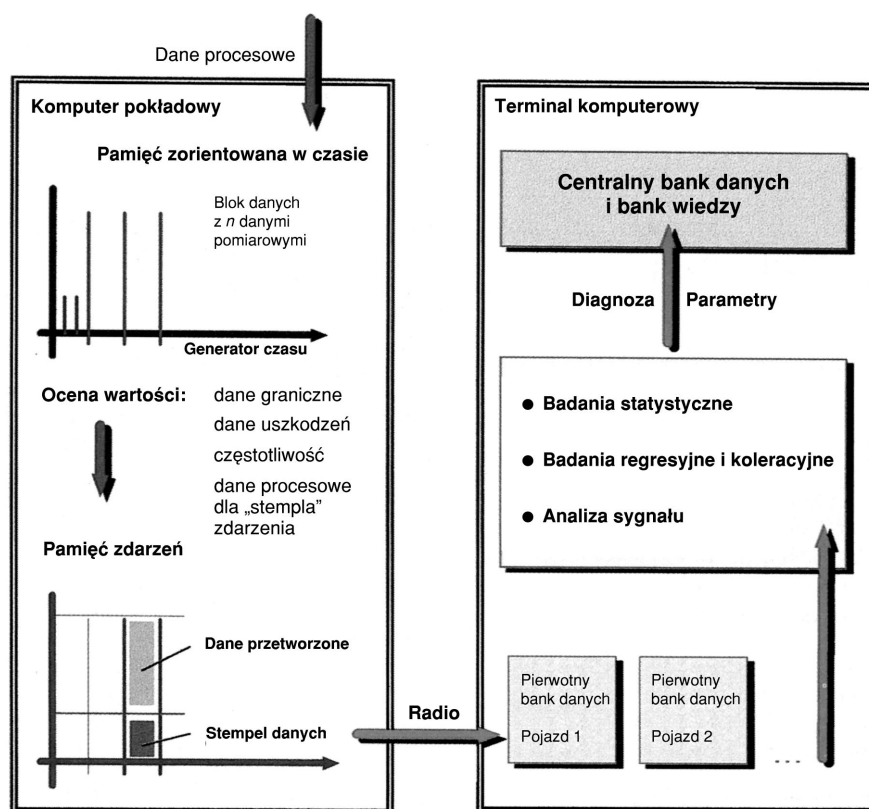 Dane procesowe
Komputer pokładowy
Pamięć zorientowana w czasie
Blok danych
z n danymi
pomiarowymi
Generator czasu
Ocena wartości:
dane graniczne
dane uszkodzeń
częstotliwość
dane procesowe
dla „stempla”
zdarzenia
Pamięć zdarzeń
Dane przetworzone
Stempel danych
Radio
Terminal komputerowy
Centralny bank danych
i bank wiedzy
Diagnoza
Parametry
● Badania statystyczne
● Badania regresyjne i koleracyjne
● Analiza sygnału
Pierwotny
bank danych
Pojazd 1
Pierwotny
bank danych
Pojazd 2
....